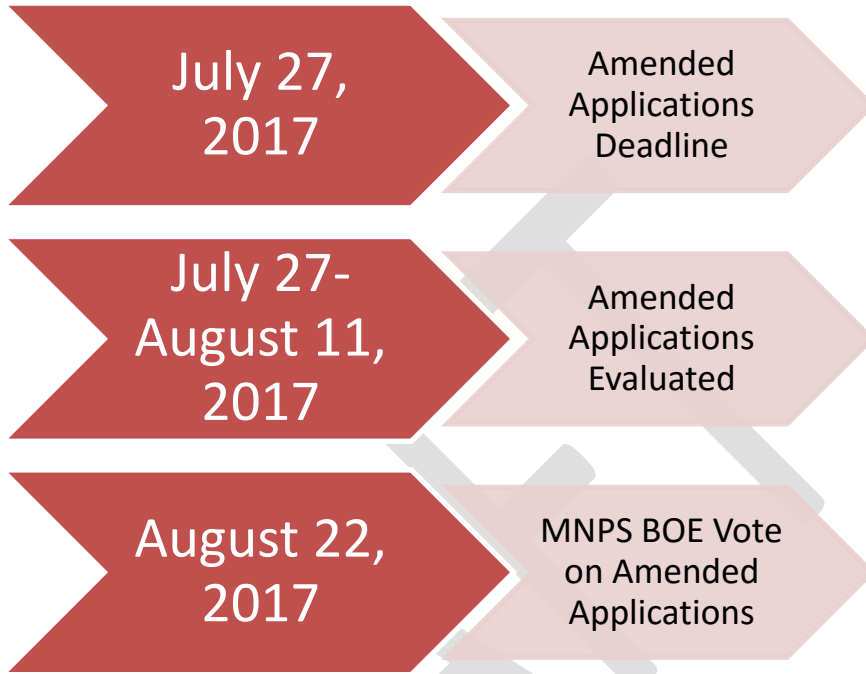 July 27,
2017
Amended
Applications
Deadline
July 27-
August 11,
2017
Amended
Applications
Evaluated
August 22,
2017
MNPS BOE Vote
on Amended
Applications